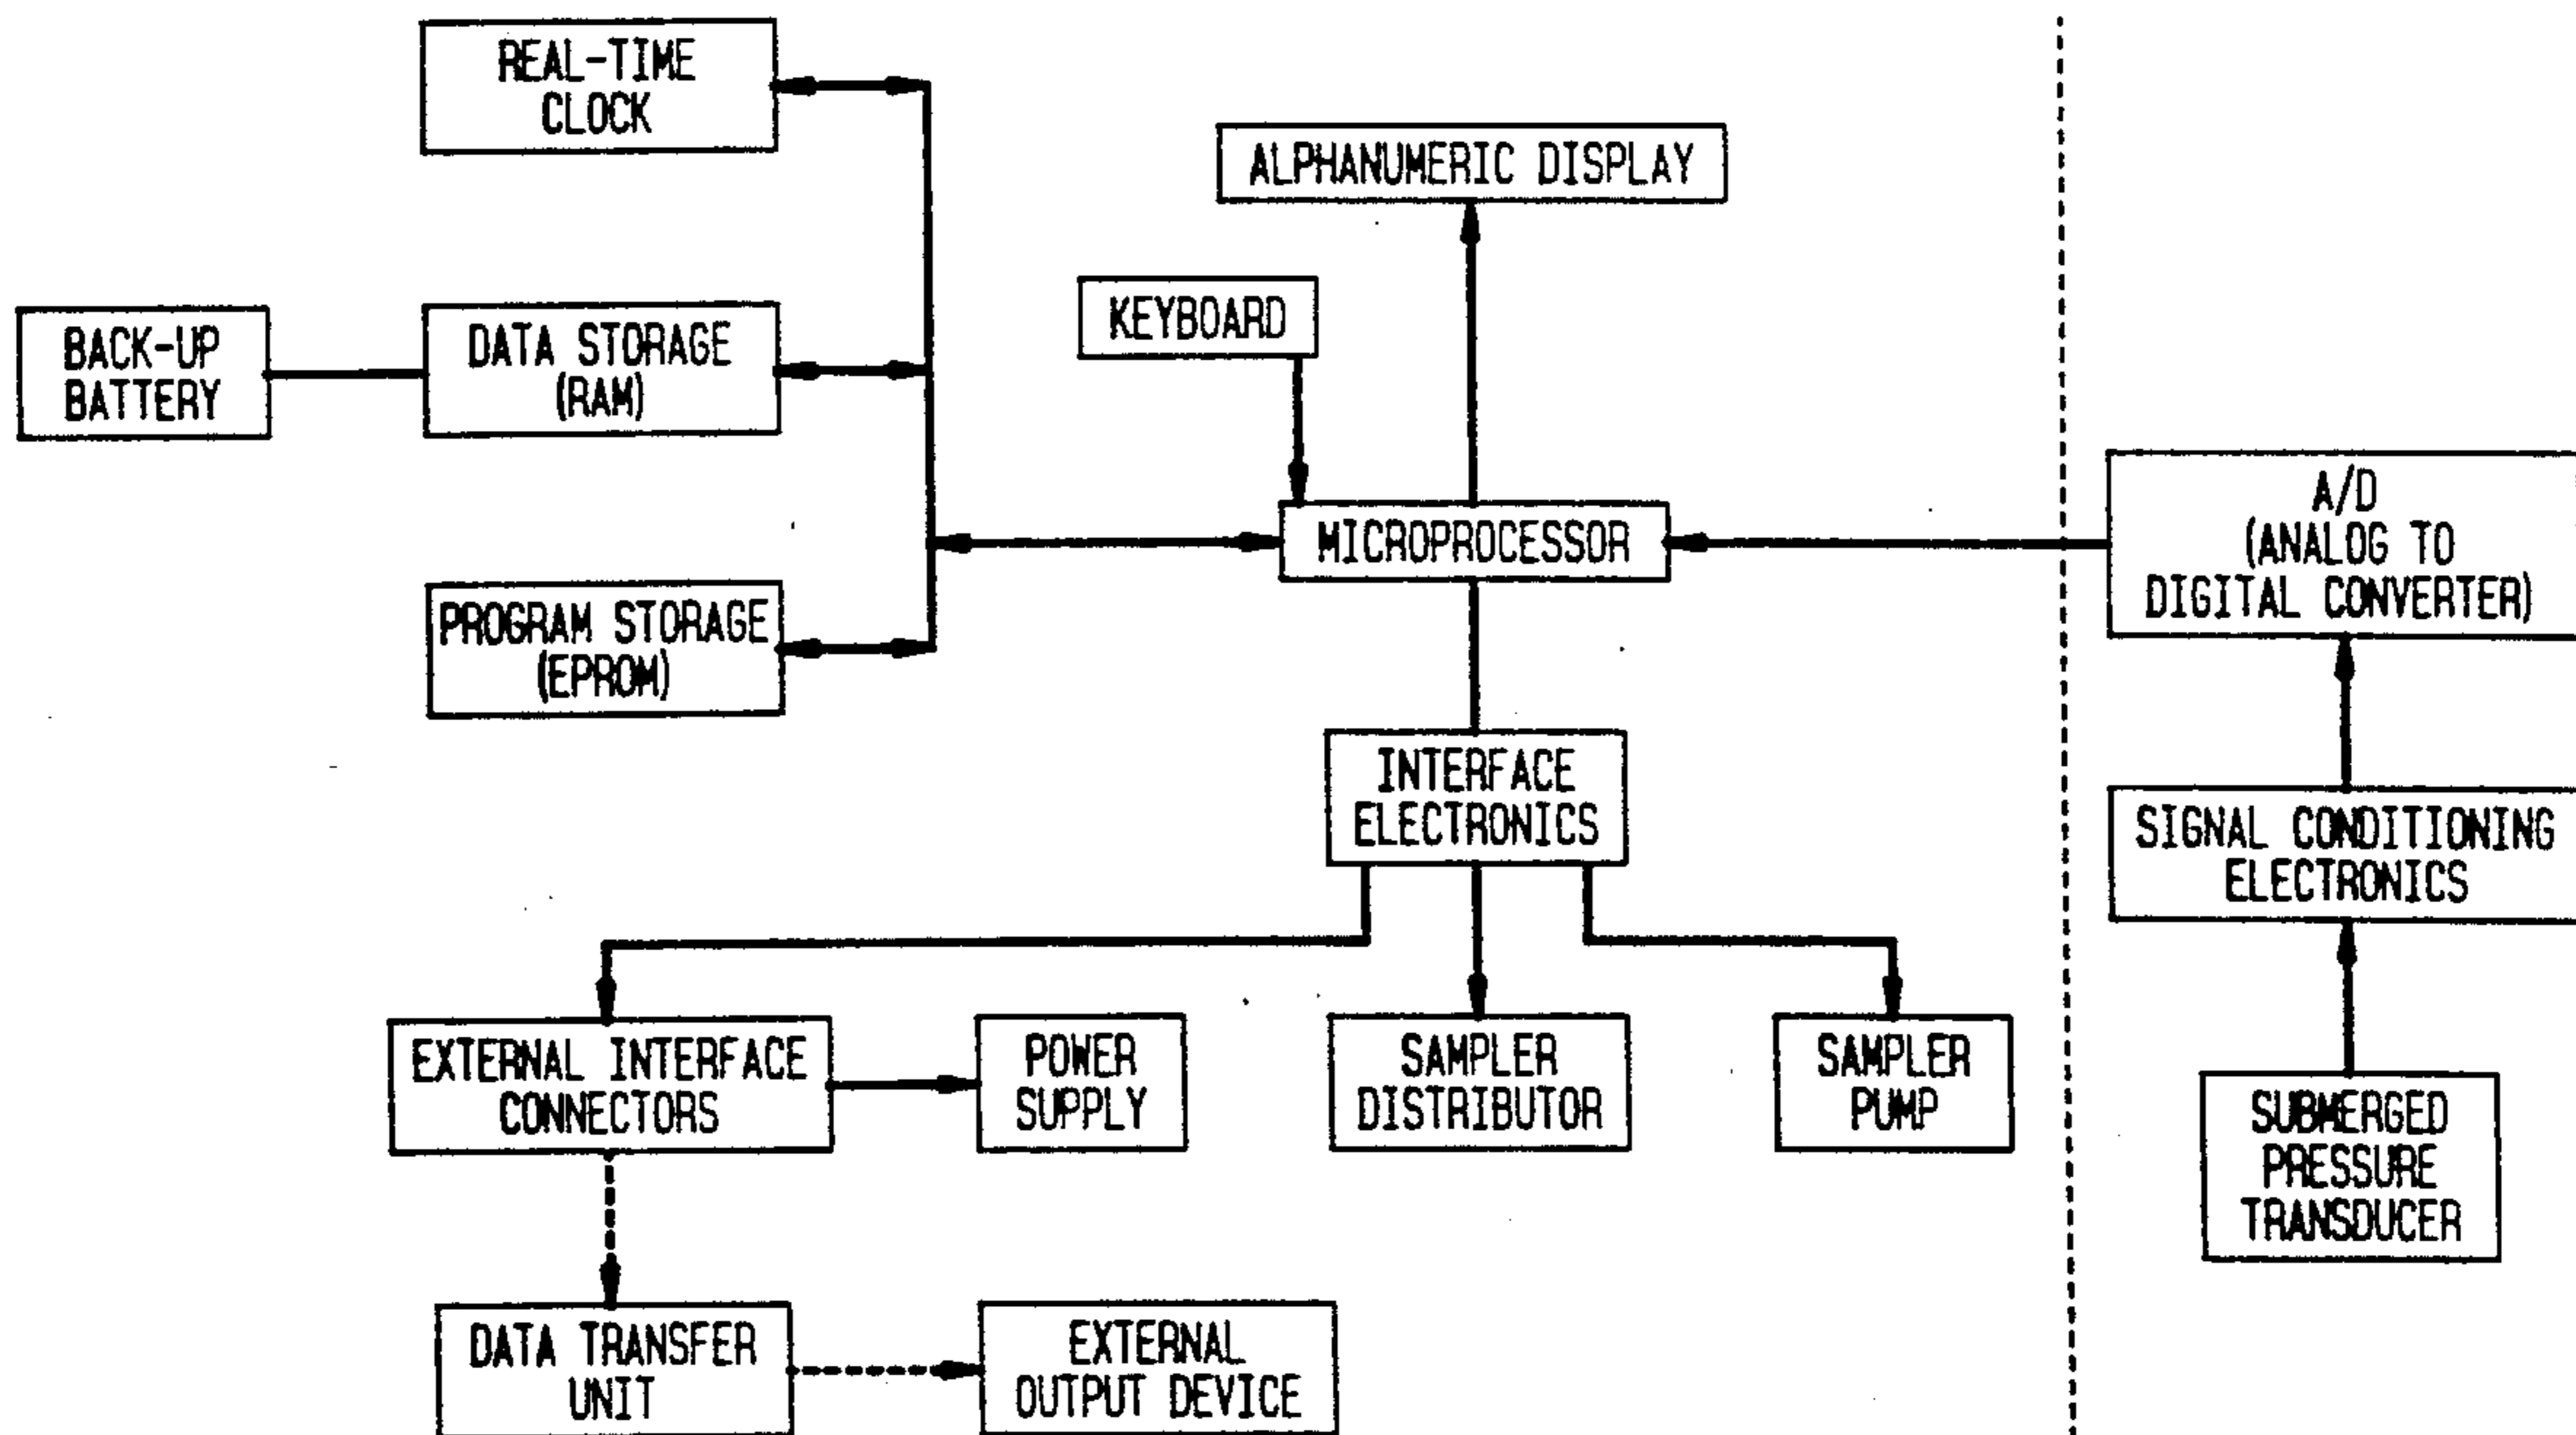 REAL-TIME
CLOCK
ALPHANUMERIC DISPLAY
KEYBOARD
BACK-UP
BATTERY
DATA STORAGE
(RAM)
MICROPROCESSOR
A/D
(ANALOG TO
DIGITAL CONVERTER)
PROGRAM STORAGE
(EPROM)
INTERFACE
ELECTRONICS
SIGNAL CONDITIONING
ELECTRONICS
EXTERNAL INTERFACE
CONNECTORS
POWER
SUPPLY
SAMPLER
DISTRIBUTOR
SAMPLER
PUMP
SUBMERGED
PRESSURE
TRANSDUCER
DATA TRANSFER
UNIT
EXTERNAL
OUTPUT DEVICE